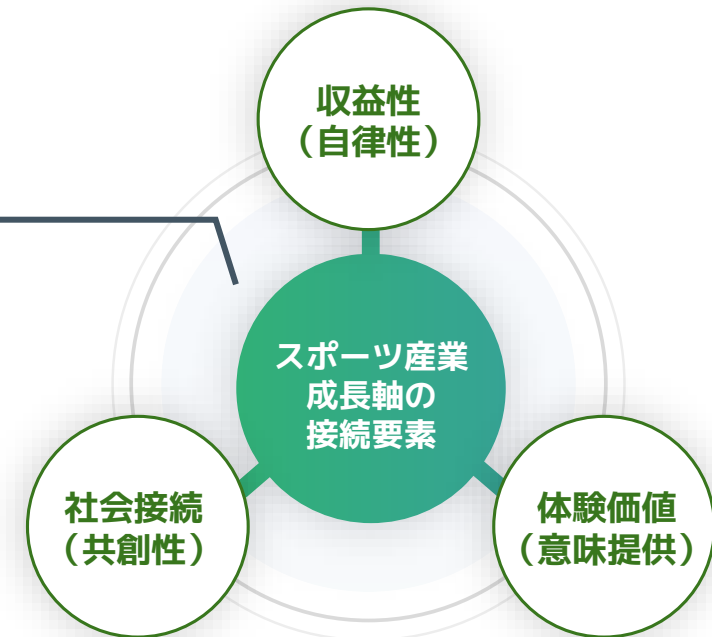 収益性
（自律性）
スポーツ産業
成長軸の
接続要素
社会接続
（共創性）
体験価値
（意味提供）